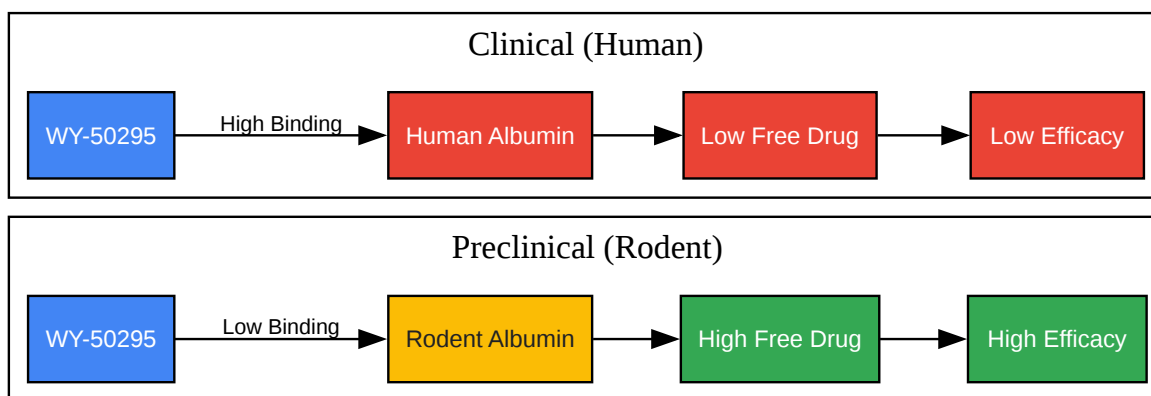 Clinical (Human)
WY-50295
High Binding
Human Albumin
Low Free Drug
Low Efficacy
Preclinical (Rodent)
WY-50295
Low Binding
Rodent Albumin
High Free Drug
High Efficacy